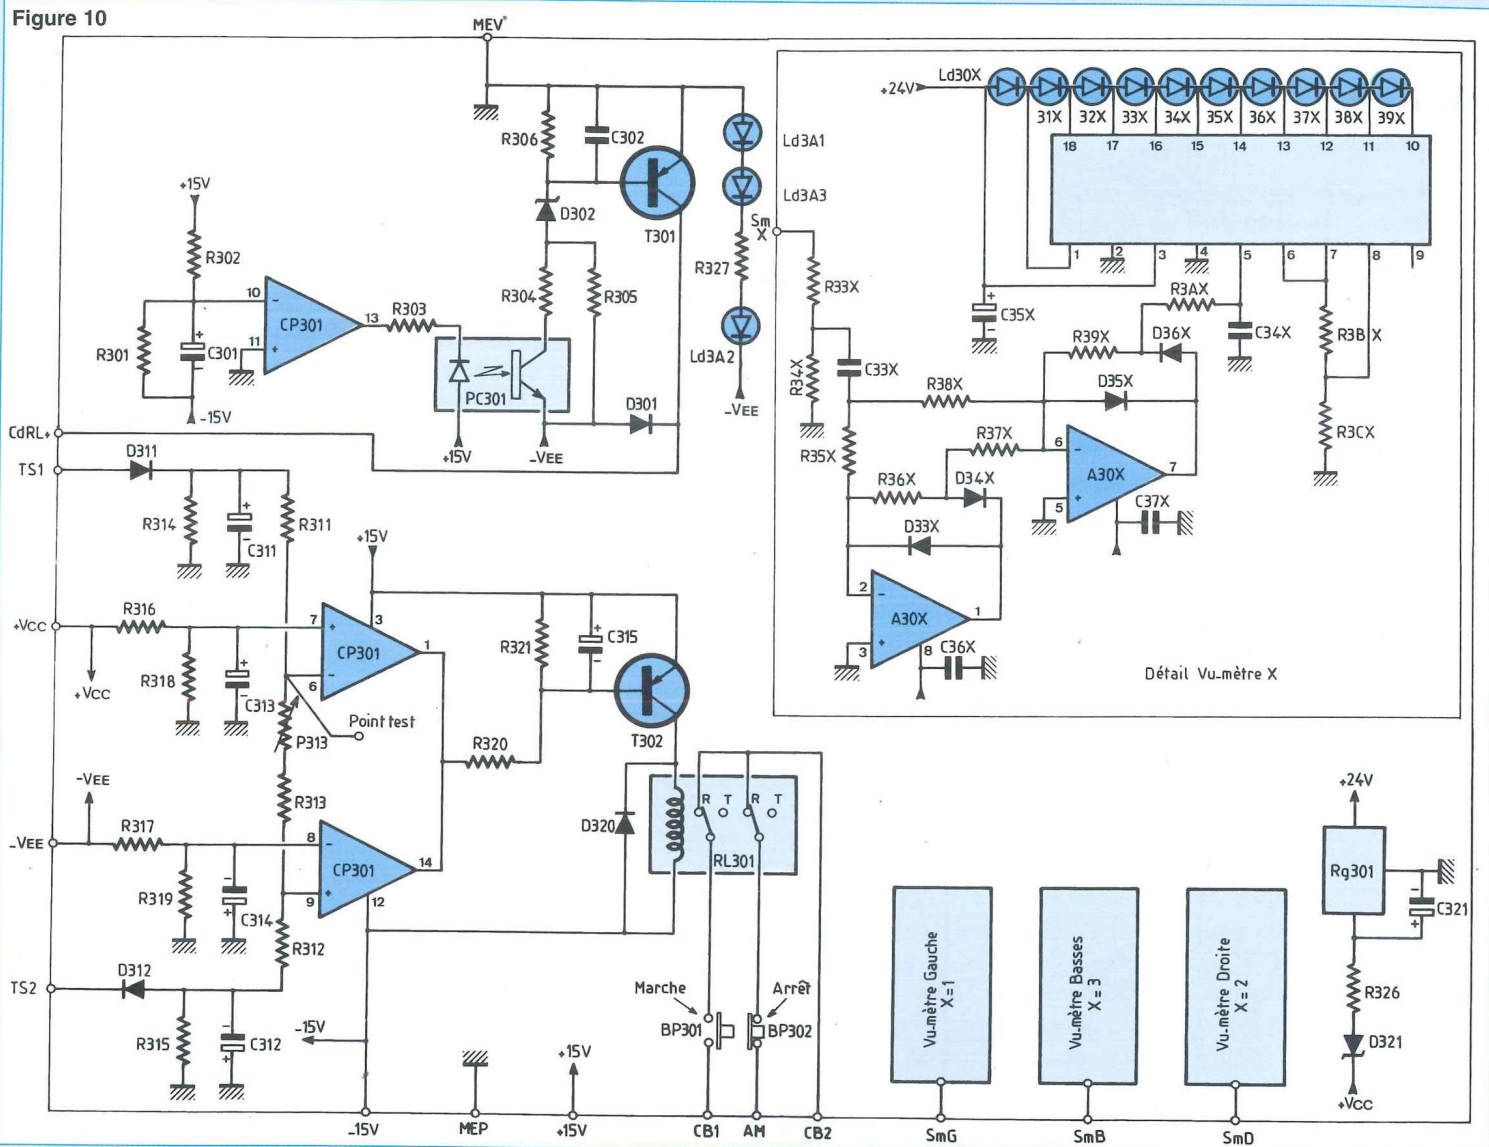 Figure 10
MEV
+24V
Ld30X
31X
32X
33X
34X
35X
36X
37X
38X
39X
18
17
16
15
14
13
12
11
10
1
2
3
4
5
6
7
8
9
R306
C302
Ld3A1
Ld3A3
D302
T301
Sm
X
+15V
R302
R304
R305
R327
Ld3A2
-VEE
10
-
CP301
11
+
13
R303
R301
+
C301
-
-15V
PC301
D301
+15V
-VEE
R33X
R34X
C33X
R35X
R38X
+
C35X
-
R3AX
R39X
D36X
C34X
D35X
R3BX
R3CX
R37X
R36X
D34X
D33X
6
-
A30X
5
+
7
C37X
2
-
A30X
3
+
1
8
C36X
Détail Vu-mètre X
CdRL+
TS1
D311
R314
+
C311
-
R311
+15V
+VCC
R316
+VCC
R318
+
C313
-
7
+
3
CP301
6
-
1
R321
+
C315
-
Point test
P313
T302
R320
R313
-VEE
-VEE
R317
8
-
CP301
9
+
14
12
R319
-
C314
+
R312
D320
R
T
R
T
RL301
TS2
D312
R315
-
C312
+
-15V
Marche
Arrêt
BP301
BP302
Vu-mètre Gauche
X=1
Vu-mètre Basses
X=3
Vu-mètre Droite
X=2
+24V
Rg301
-
C321
+
R326
D321
+VCC
+15V
-15V
MEP
+15V
CB1
AM
CB2
SmG
SmB
SmD